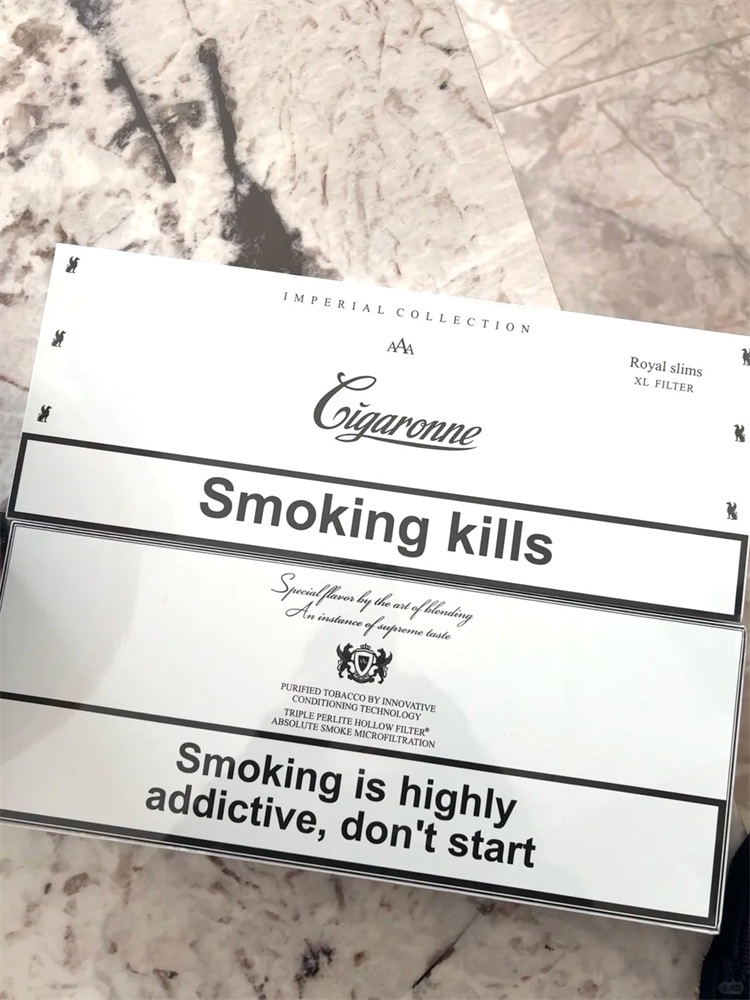 IMPERIAL COLLECTION
AAA
Royal slims
XL FILTER
Cigaronne
Smoking kills
Special flavor by the art of blending
An instance of supreme taste
PURIFIED TOBACCO BY INNOVATIVE
CONDITIONING TECHNOLOGY
TRIPLE PERLITE HOLLOW FILTER®
ABSOLUTE SMOKE MICROFILTRATION
Smoking is highly
addictive, don't start